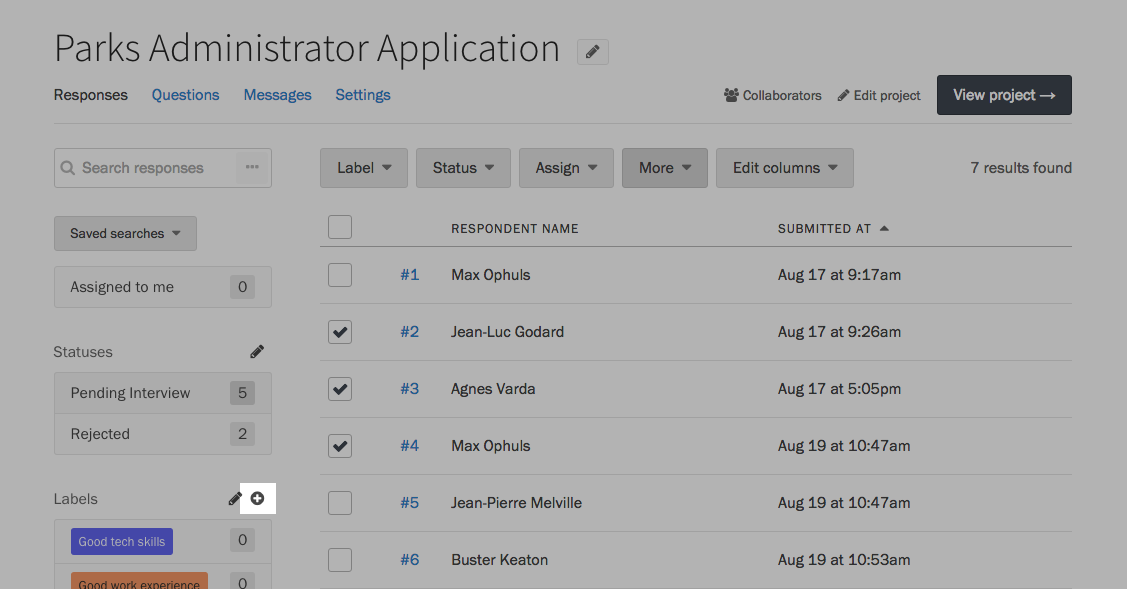 Parks Administrator Application
Responses Questions Messages Settings Collaborators Edit project View project →
Search responses ··· Label Status Assign More Edit columns 7 results found
Saved searches RESPONDENT NAME SUBMITTED AT
Assigned to me 0 #1 Max Ophuls Aug 17 at 9:17am
#2 Jean-Luc Godard Aug 17 at 9:26am
Statuses
Pending Interview 5 #3 Agnes Varda Aug 17 at 5:05pm
Rejected 2 #4 Max Ophuls Aug 19 at 10:47am
Labels #5 Jean-Pierre Melville Aug 19 at 10:47am
Good tech skills 0 #6 Buster Keaton Aug 19 at 10:53am
Good work experience 0